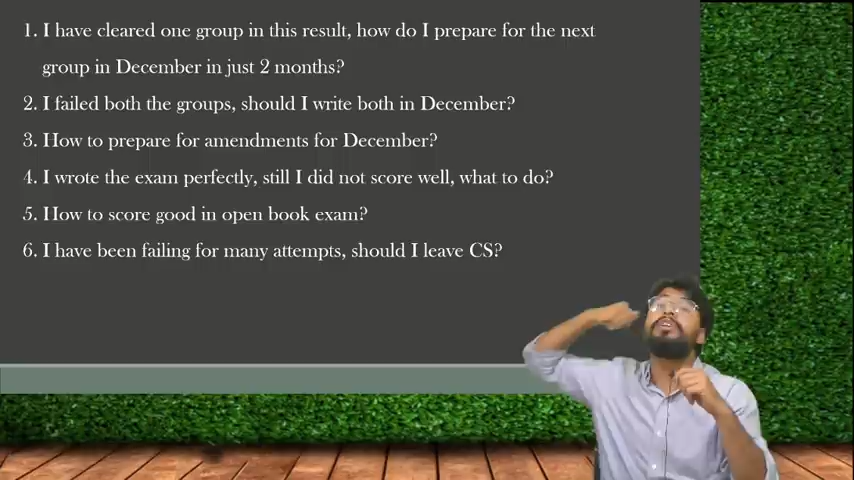 1. I have cleared one group in this result, how do I prepare for the next
group in December in just 2 months?
2. I failed both the groups, should I write both in December?
3. How to prepare for amendments for December?
4. I wrote the exam perfectly, still I did not score well, what to do?
5. How to score good in open book exam?
6. I have been failing for many attempts, should I leave CS?